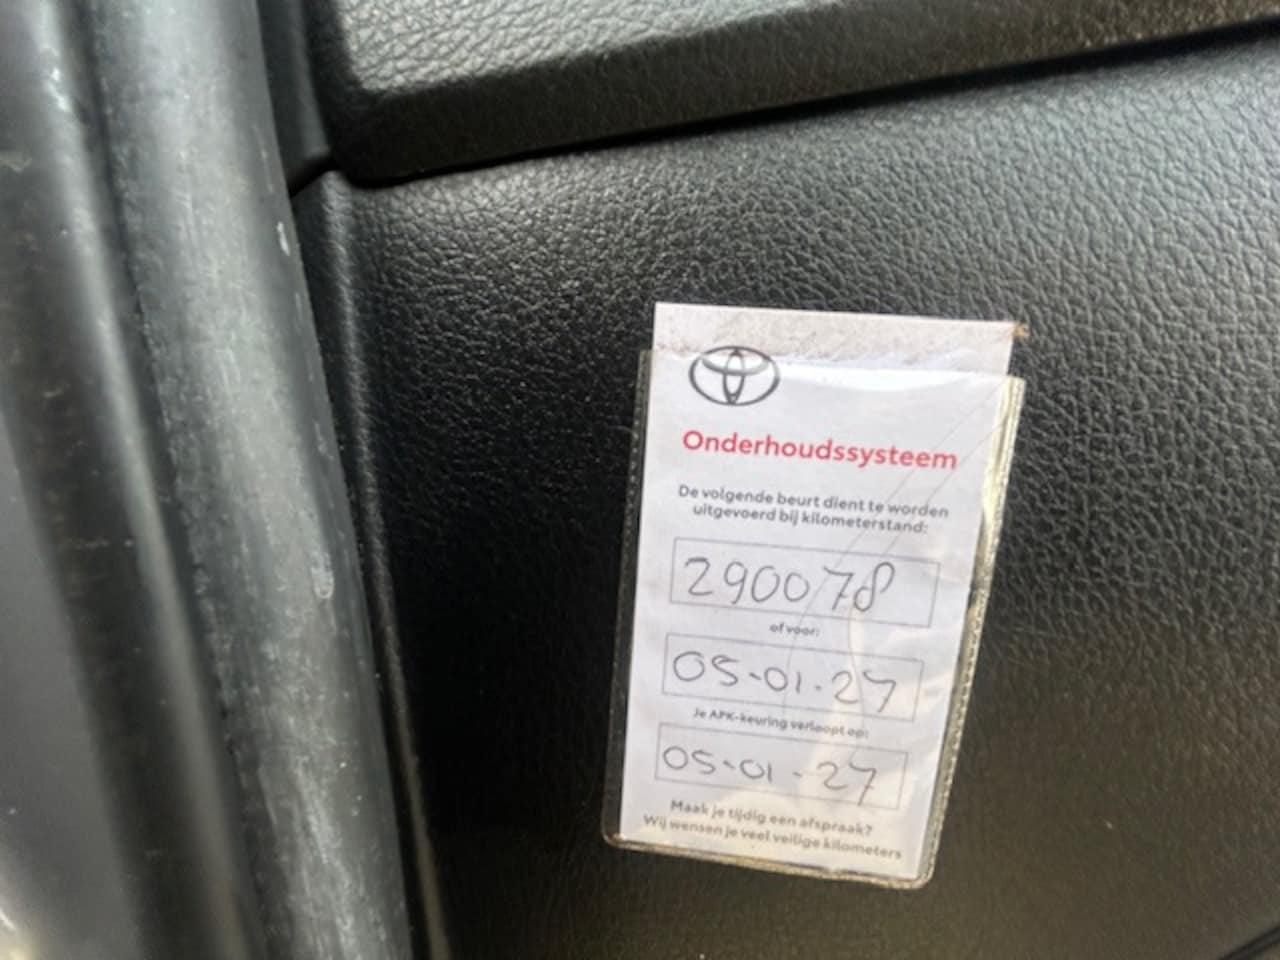 Onderhoudssysteem
De volgende beurt dient te worden
uitgevoerd bij kilometerstand:
290078
of voor:
05-01-27
Je APK-keuring verloopt op:
05-01-27
Maak je tijdig een afspraak?
Wij wensen je veel veilige kilometers